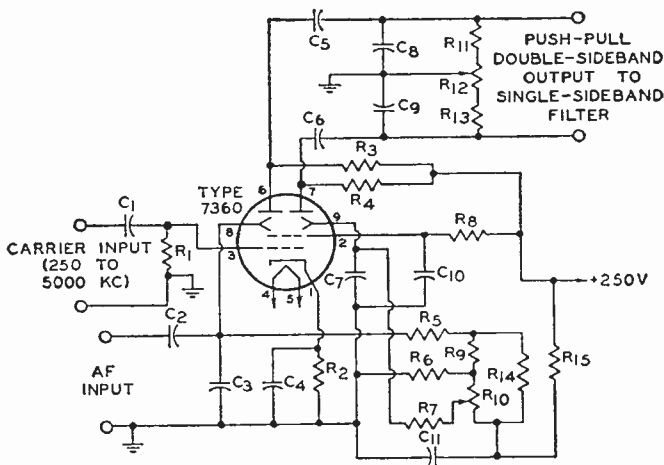 C5
C8
R11
R12
R13
C9
C6
PUSH-PULL
DOUBLE-SIDEBAND
OUTPUT TO
SINGLE-SIDEBAND
FILTER
R3
R4
TYPE
7360
6
7
8
9
3
2
4
5
1
C1
R1
CARRIER INPUT
(250 TO
5000 KC)
R8
C7
C10
+250V
C2
AF
INPUT
R5
R9
R6
R14
R15
C3
C4
R2
R7
R10
C11